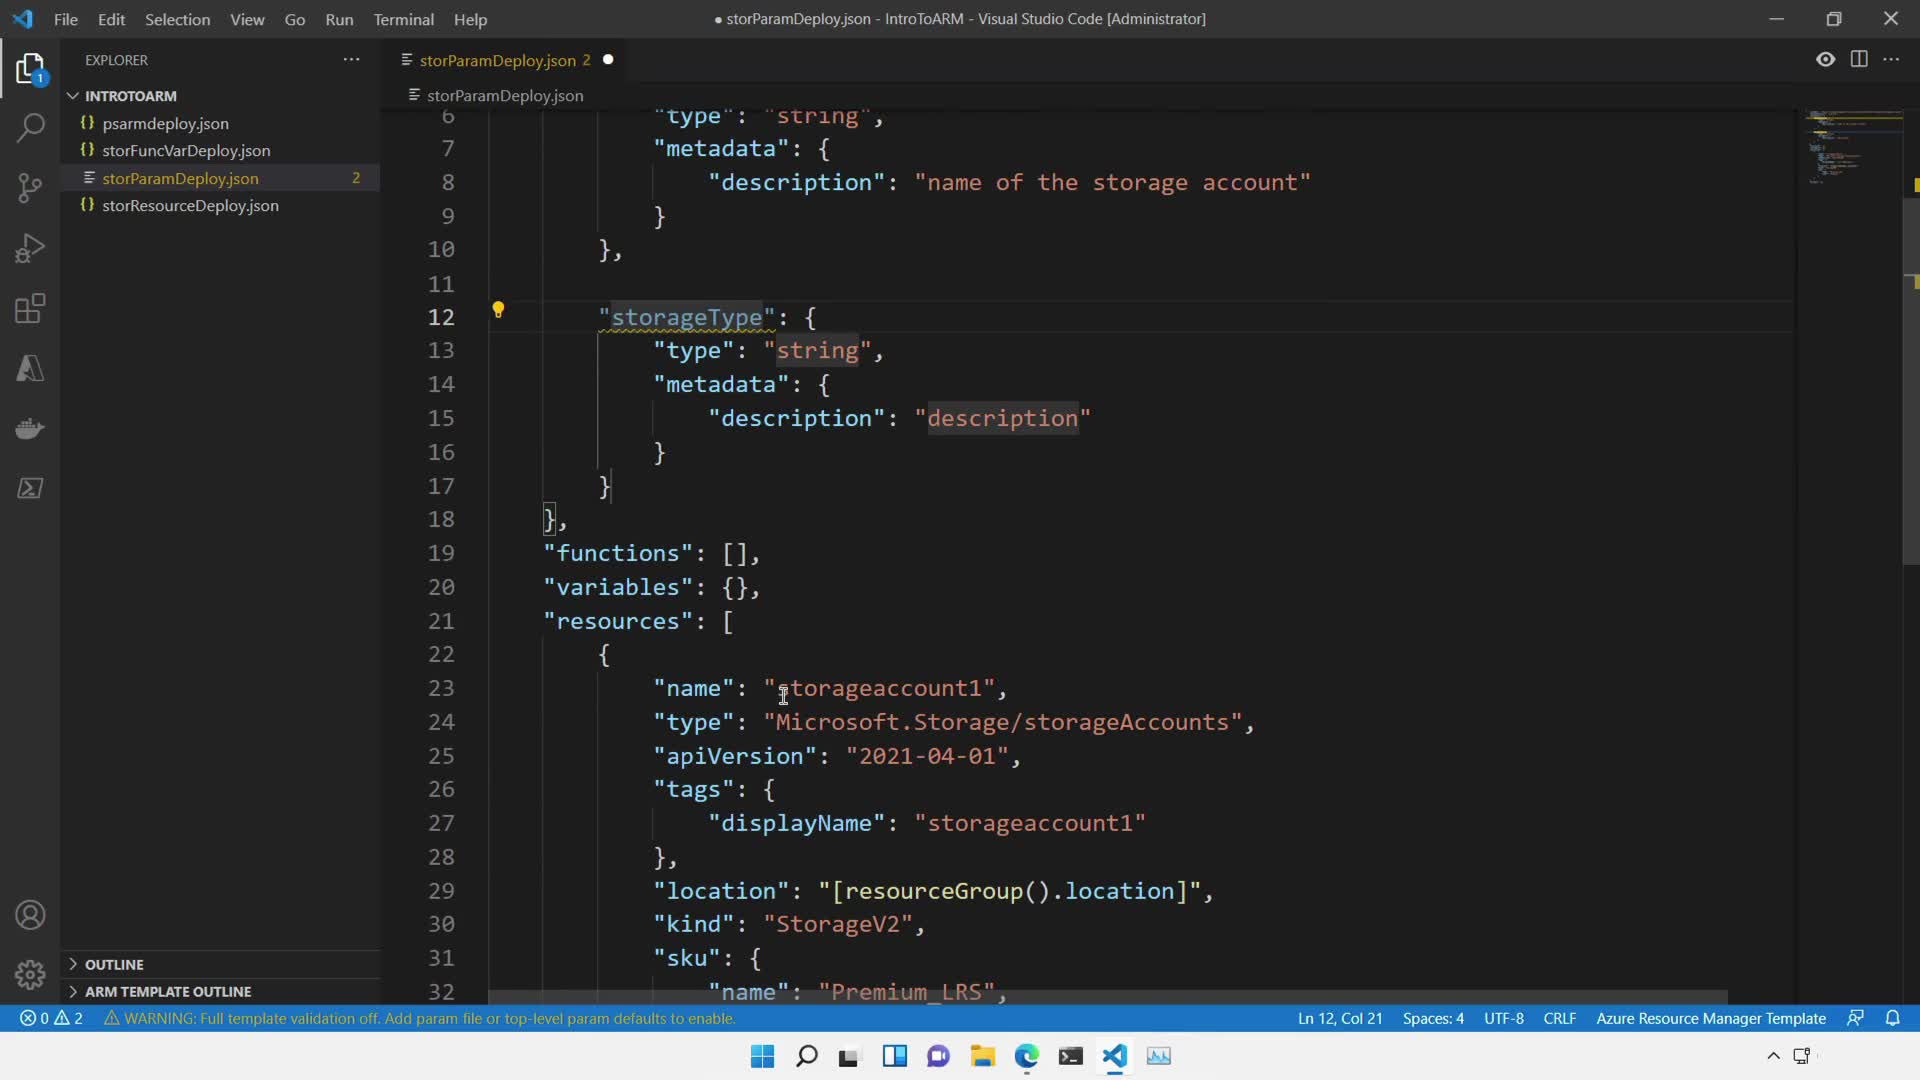 File Edit Selection View Go Run Terminal Help
● storParamDeploy.json - IntroToARM - Visual Studio Code [Administrator]
EXPLORER
storParamDeploy.json 2
1
INTROTOARM
psarmdeploy.json
storFuncVarDeploy.json
storParamDeploy.json 2
storResourceDeploy.json
storParamDeploy.json
6 "type": "string",
7 "metadata": {
8 "description": "name of the storage account"
9 }
10 },
11
12 "storageType": {
13 "type": "string",
14 "metadata": {
15 "description": "description"
16 }
17 }
18 },
19 "functions": [],
20 "variables": {},
21 "resources": [
22 {
23 "name": "storageaccount1",
24 "type": "Microsoft.Storage/storageAccounts",
25 "apiVersion": "2021-04-01",
26 "tags": {
27 "displayName": "storageaccount1"
28 },
29 "location": "[resourceGroup().location]",
30 "kind": "StorageV2",
31 "sku": {
32 "name": "Premium_LRS",
OUTLINE
ARM TEMPLATE OUTLINE
0 2 WARNING: Full template validation off. Add param file or top-level param defaults to enable.
Ln 12, Col 21 Spaces: 4 UTF-8 CRLF Azure Resource Manager Template